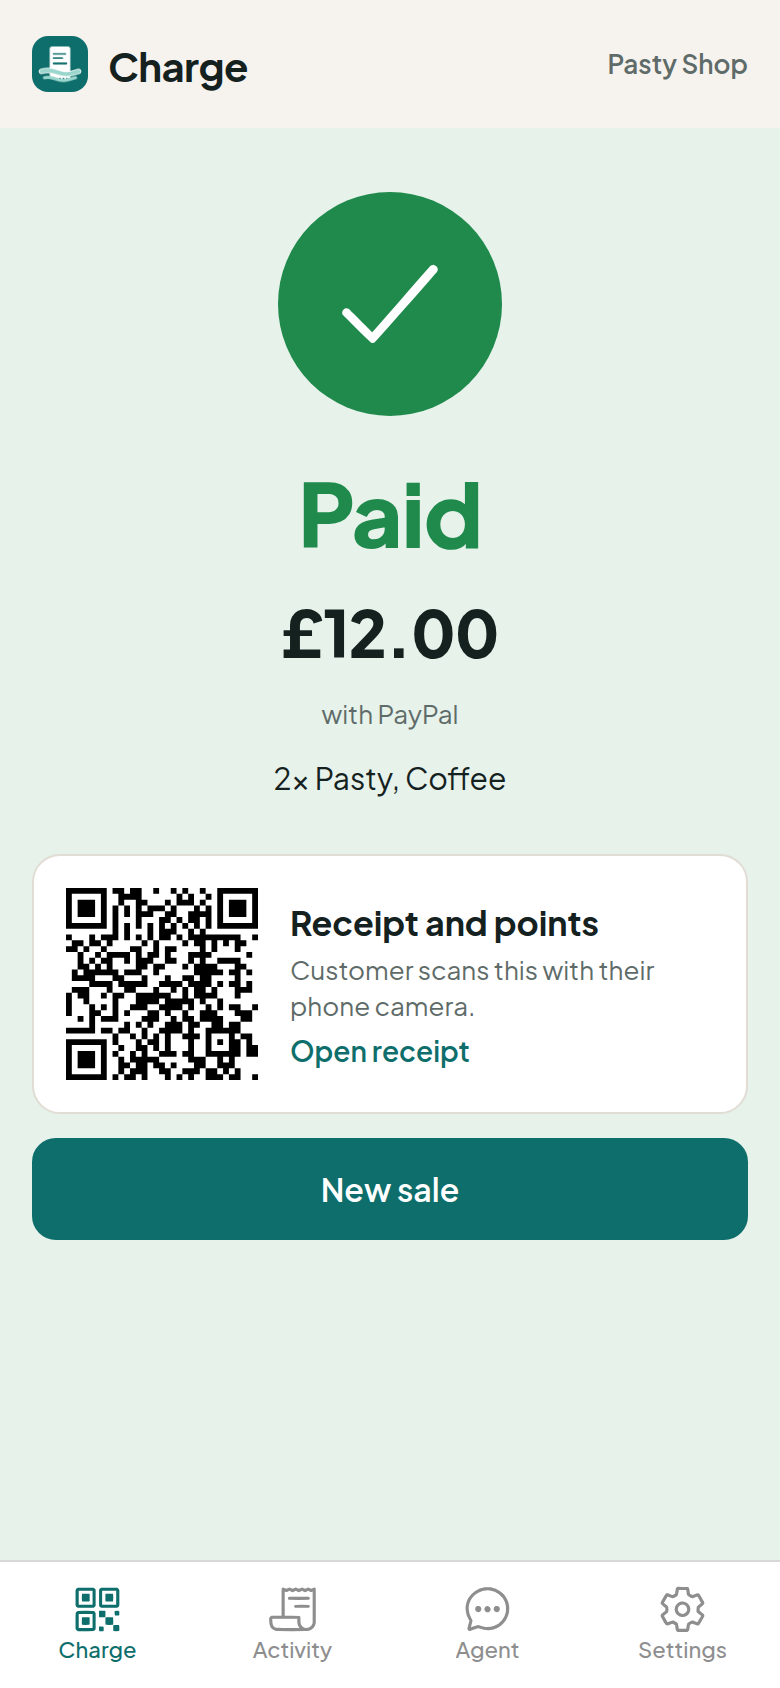 Charge
Pasty Shop
Paid
£12.00
with PayPal
2× Pasty, Coffee
Receipt and points
Customer scans this with their
phone camera.
Open receipt
New sale
Charge
Activity
Agent
Settings